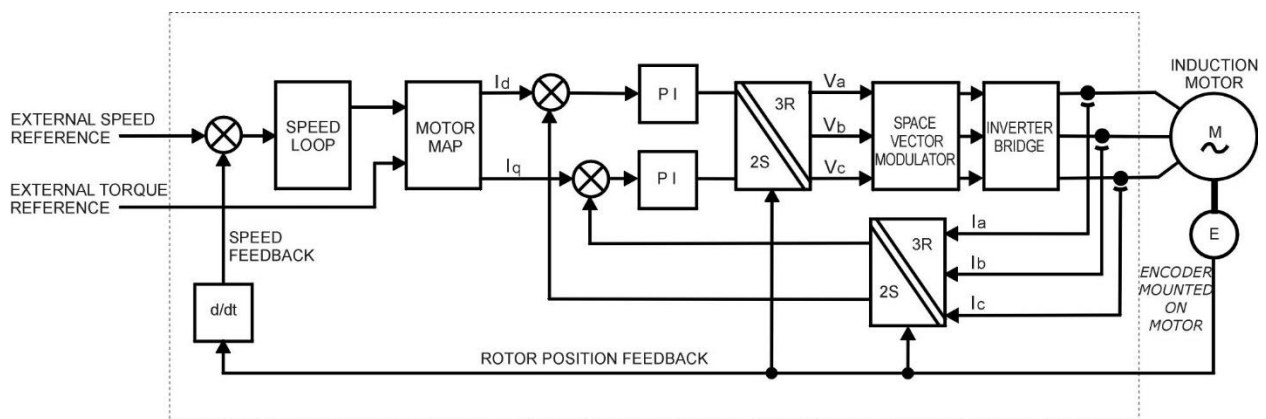 EXTERNAL SPEED
REFERENCE
EXTERNAL TORQUE
REFERENCE
SPEED
FEEDBACK
d/dt
SPEED
LOOP
MOTOR
MAP
Id
Iq
PI
PI
3R
2S
Va
Vb
Vc
SPACE
VECTOR
MODULATOR
INVERTER
BRIDGE
INDUCTION
MOTOR
M
E
ENCODER
MOUNTED
ON
MOTOR
3R
2S
Ia
Ib
Ic
ROTOR POSITION FEEDBACK